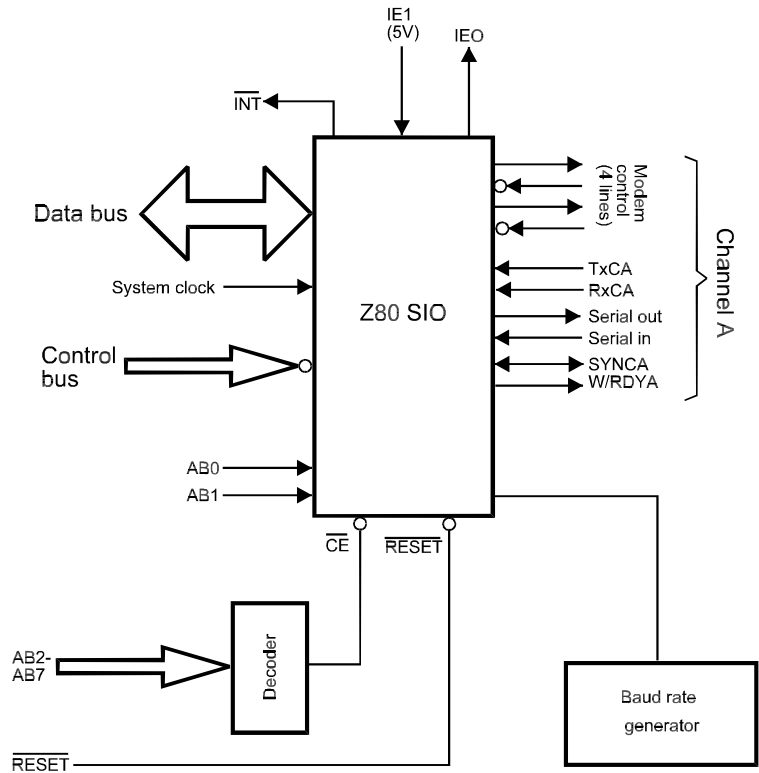 IE1
(5V)
IEO
INT
Modem
control
(4 lines)
Data bus
Channel A
TxCA
System clock
RxCA
Z80 SIO
Serial out
Serial in
Control
bus
SYNCA
W/RDYA
AB0
AB1
CE
RESET
Decoder
AB2-
AB7
Baud rate
generator
RESET